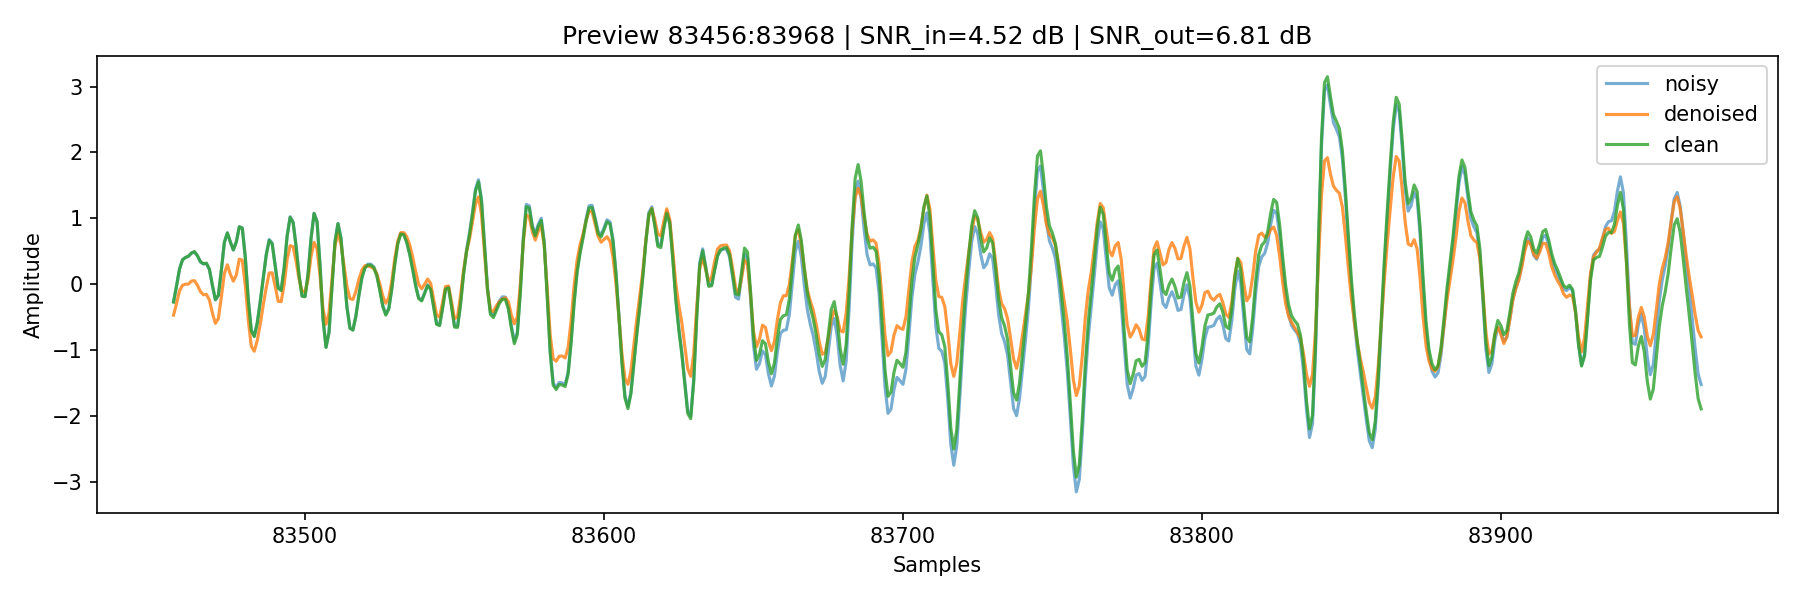 Preview 83456:83968 | SNR_in=4.52 dB | SNR_out=6.81 dB
noisy
denoised
clean
Amplitude
3
2
1
0
−1
−2
−3
83500
83600
83700
83800
83900
Samples